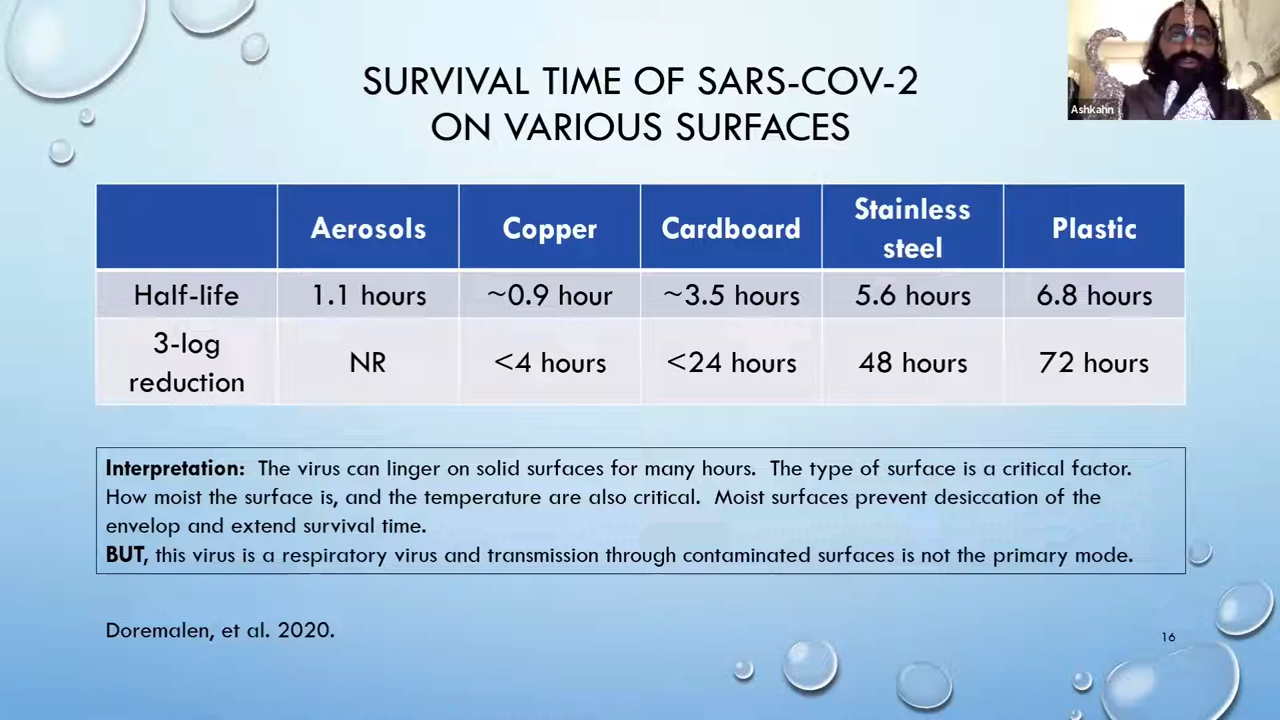 SURVIVAL TIME OF SARS-COV-2
ON VARIOUS SURFACES
Ashkahn
Aerosols Copper Cardboard Stainless steel Plastic
Half-life 1.1 hours ~0.9 hour ~3.5 hours 5.6 hours 6.8 hours
3-log reduction NR <4 hours <24 hours 48 hours 72 hours
Interpretation: The virus can linger on solid surfaces for many hours. The type of surface is a critical factor.
How moist the surface is, and the temperature are also critical. Moist surfaces prevent desiccation of the
envelop and extend survival time.
BUT, this virus is a respiratory virus and transmission through contaminated surfaces is not the primary mode.
Doremalen, et al. 2020.
16